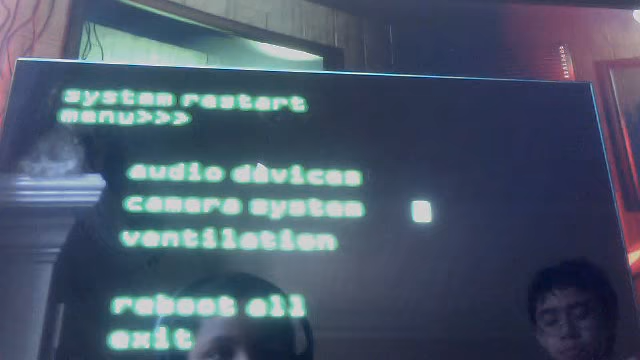 system restart
menu>>>
audio devices
camera system
ventilation
reboot all
exit